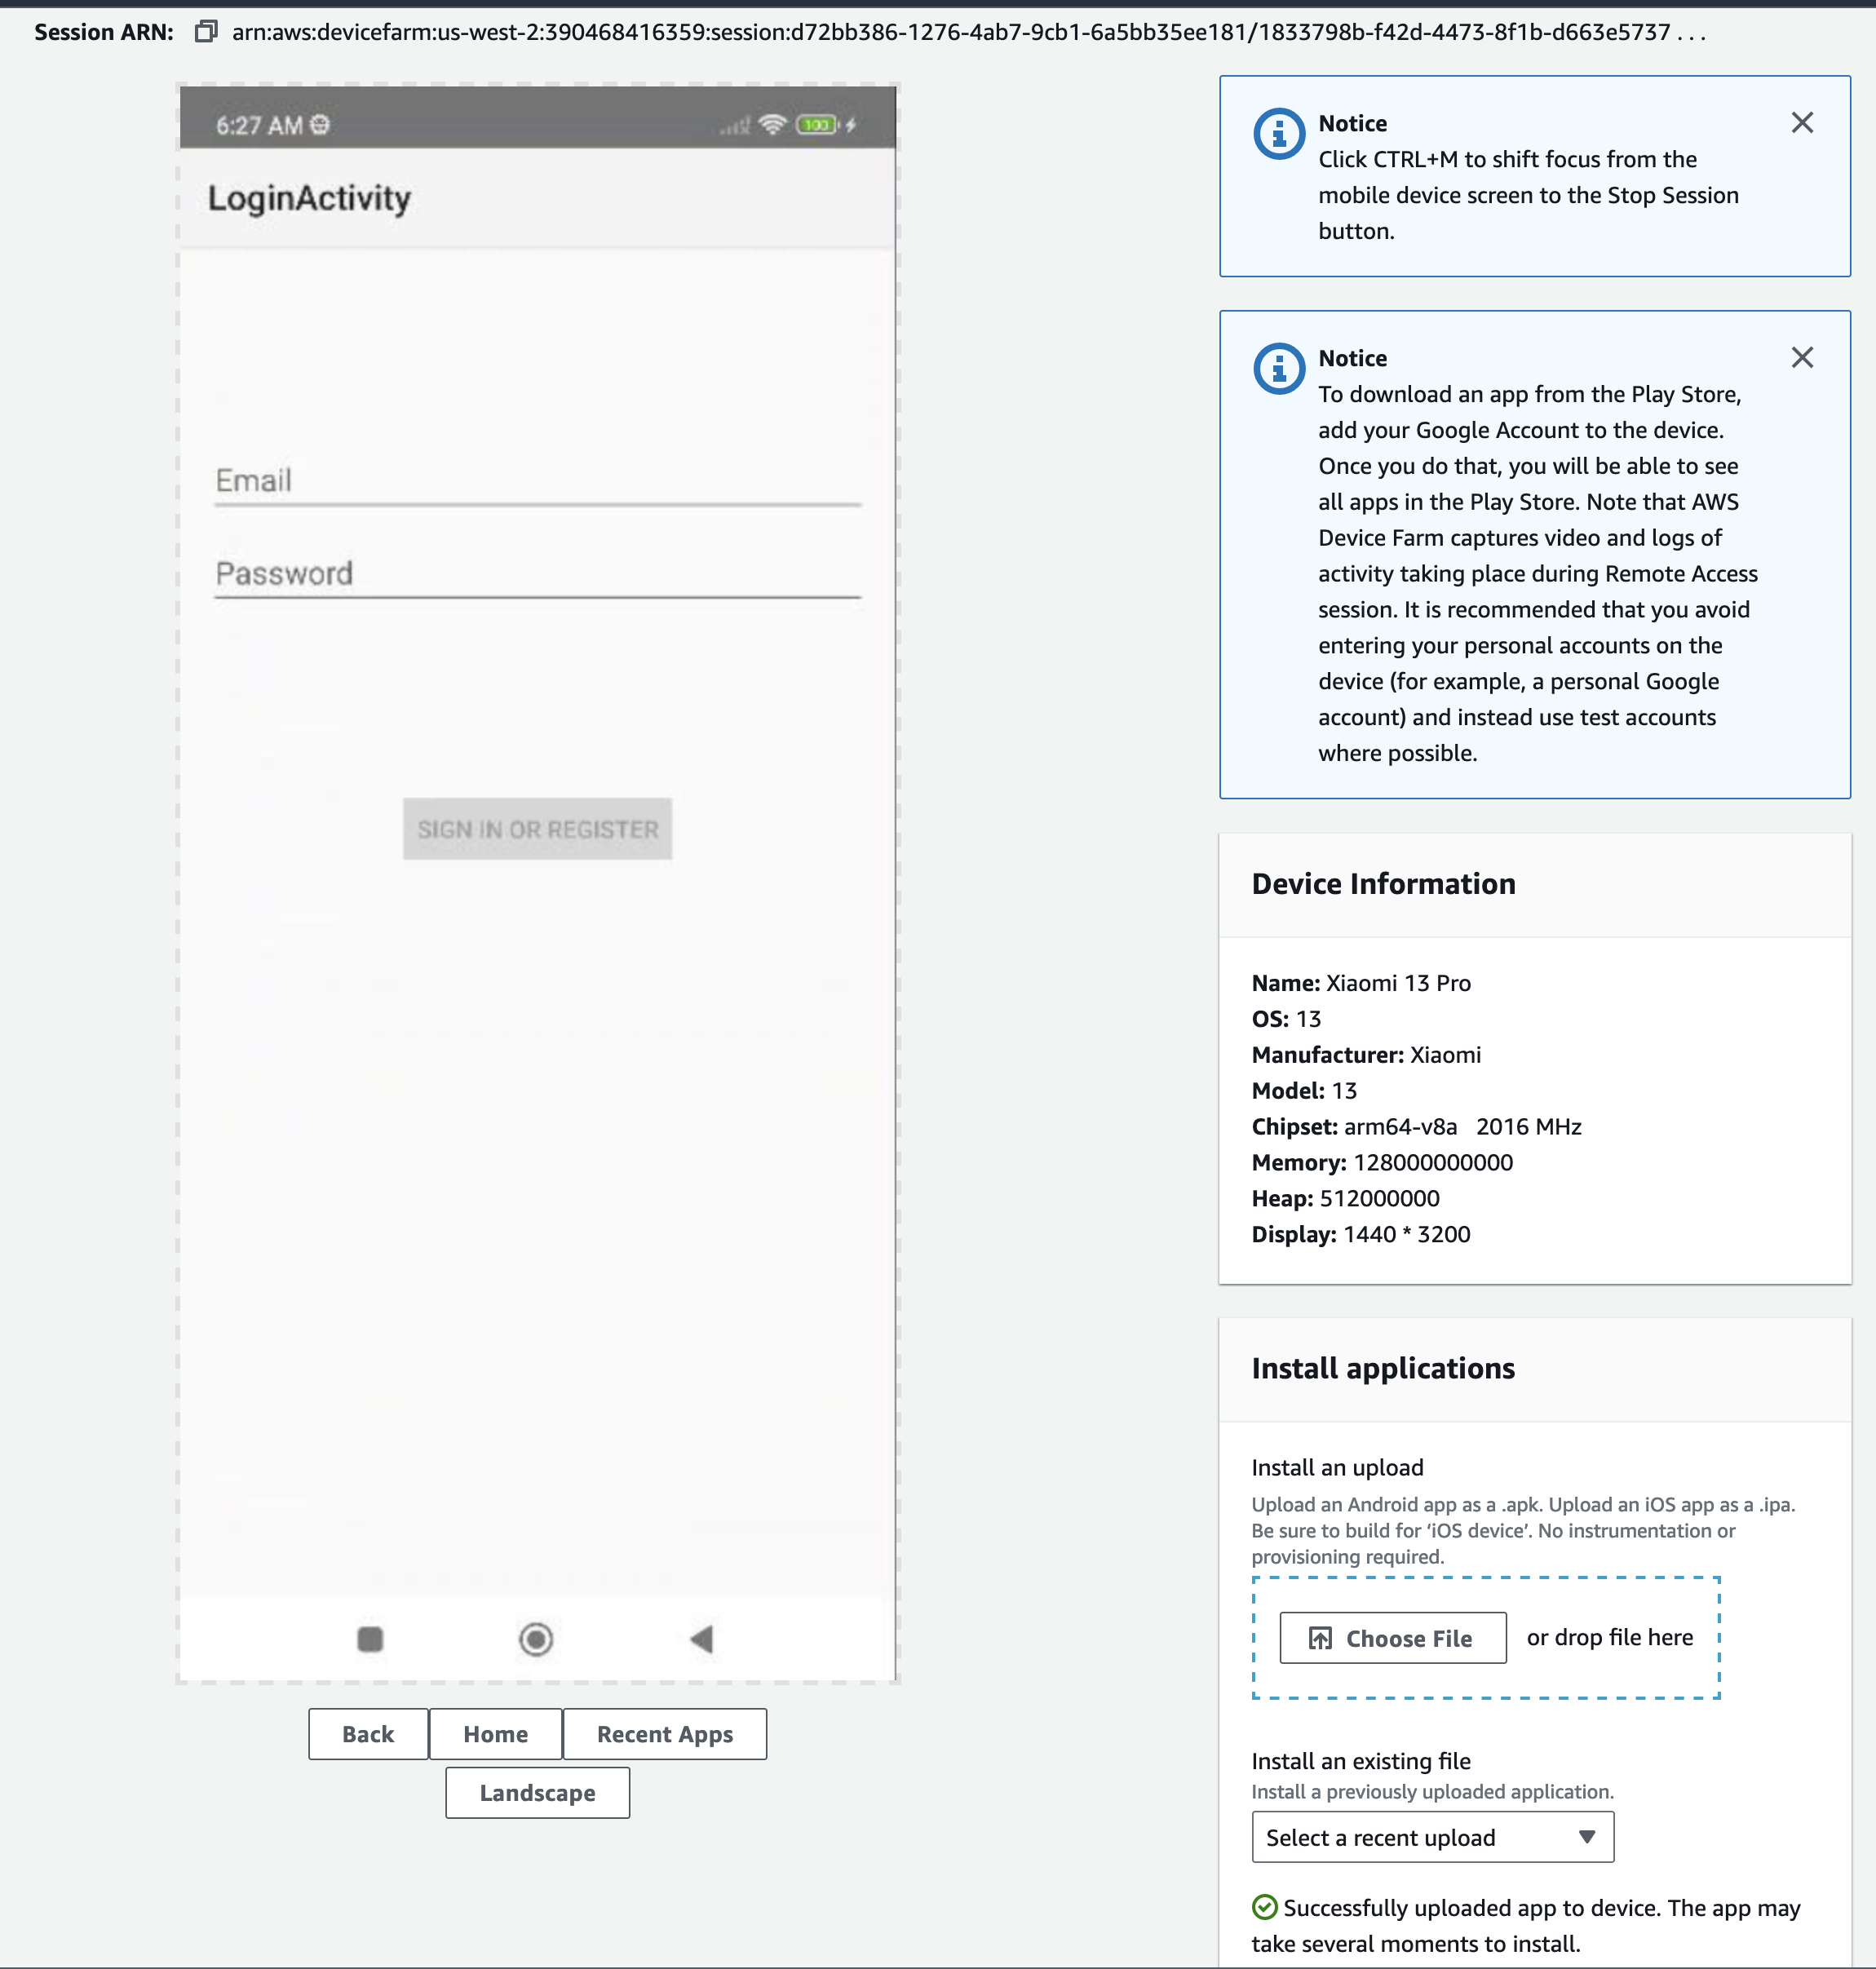 Session ARN: arn:aws:devicefarm:us-west-2:390468416359:session:d72bb386-1276-4ab7-9cb1-6a5bb35ee181/1833798b-f42d-4473-8f1b-d663e5737 . . .
6:27 AM
100
LoginActivity
Email
Password
SIGN IN OR REGISTER
Back
Home
Recent Apps
Landscape
Notice
Click CTRL+M to shift focus from the
mobile device screen to the Stop Session
button.
Notice
To download an app from the Play Store,
add your Google Account to the device.
Once you do that, you will be able to see
all apps in the Play Store. Note that AWS
Device Farm captures video and logs of
activity taking place during Remote Access
session. It is recommended that you avoid
entering your personal accounts on the
device (for example, a personal Google
account) and instead use test accounts
where possible.
Device Information
Name: Xiaomi 13 Pro
OS: 13
Manufacturer: Xiaomi
Model: 13
Chipset: arm64-v8a 2016 MHz
Memory: 128000000000
Heap: 512000000
Display: 1440 * 3200
Install applications
Install an upload
Upload an Android app as a .apk. Upload an iOS app as a .ipa.
Be sure to build for ‘iOS device’. No instrumentation or
provisioning required.
Choose File
or drop file here
Install an existing file
Install a previously uploaded application.
Select a recent upload
Successfully uploaded app to device. The app may
take several moments to install.